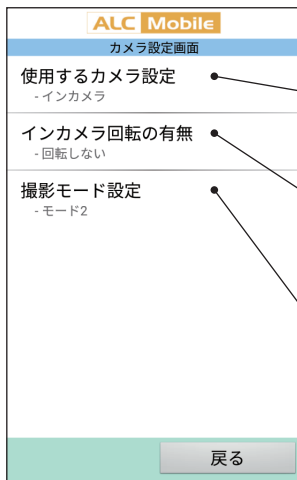 ALC Mobile
カメラ設定画面
使用するカメラ設定
- インカメラ
インカメラ回転の有無
- 回転しない
撮影モード設定
- モード2
戻る